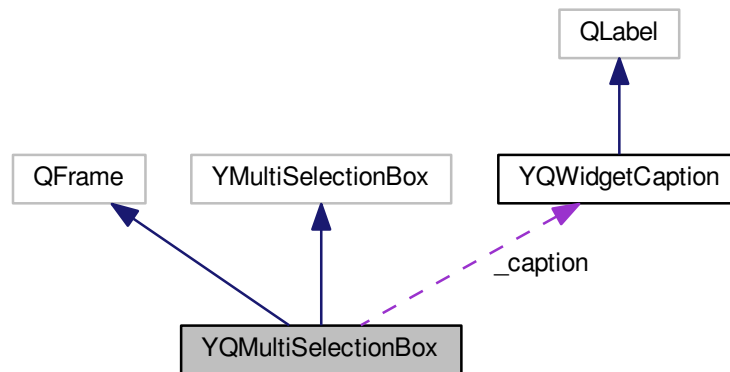 QLabel
QFrame
YMultiSelectionBox
YQWidgetCaption
_caption
YQMultiSelectionBox